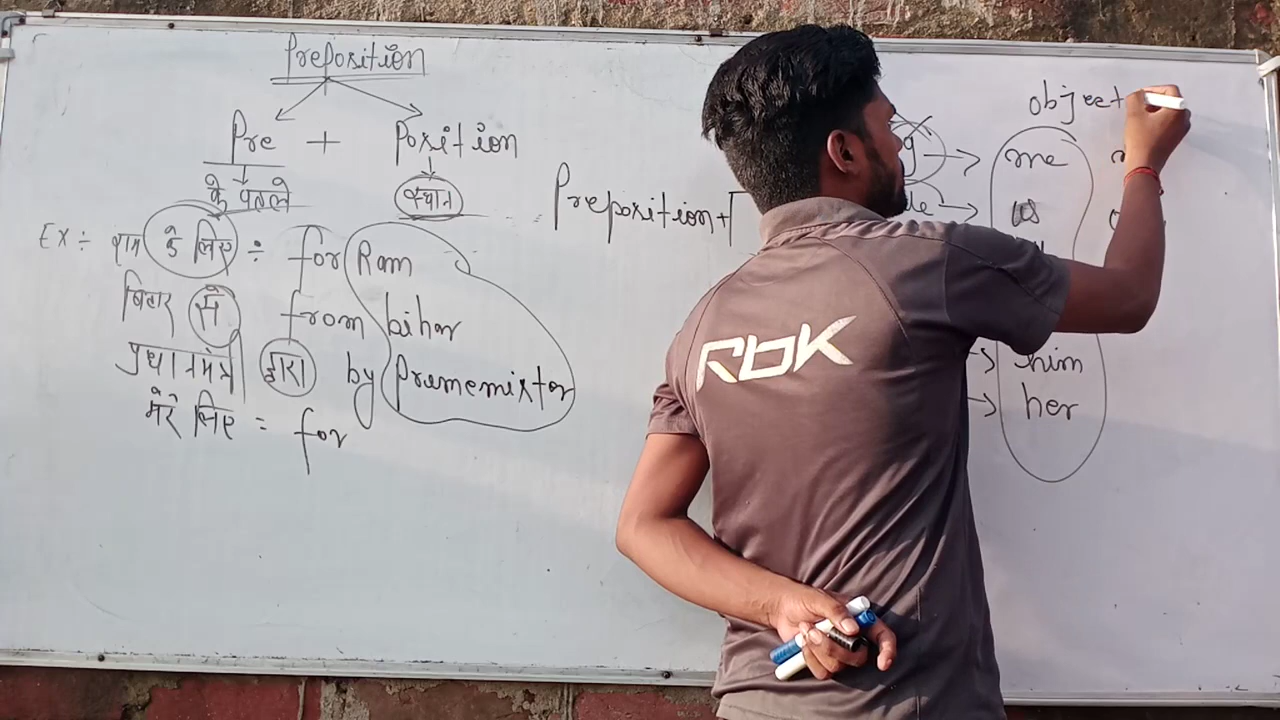 Preposition
Pre + Position
के पहले स्थान
Ex ÷ राम के लिए ÷ for Ram
बिहार से from bihar
प्रधानमंत्री द्वारा by Prememistor
मेरे लिए = for
Preposition +
object
me
us
him
her
RbK